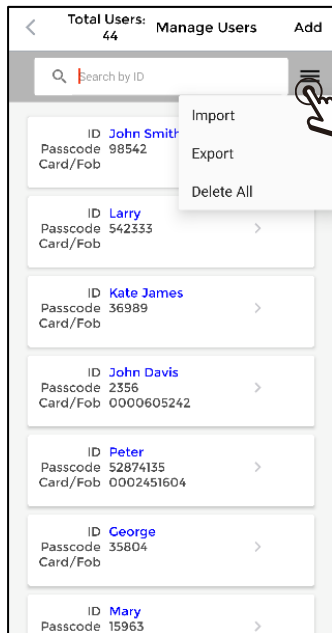 Total Users:
44
Manage Users
Add
Search by ID
Import
Export
Delete All
ID John Smith
Passcode 98542
Card/Fob
ID Larry
Passcode 542333
Card/Fob
ID Kate James
Passcode 36989
Card/Fob
ID John Davis
Passcode 2356
Card/Fob 0000605242
ID Peter
Passcode 52874135
Card/Fob 0002451604
ID George
Passcode 35804
Card/Fob
ID Mary
Passcode 15963